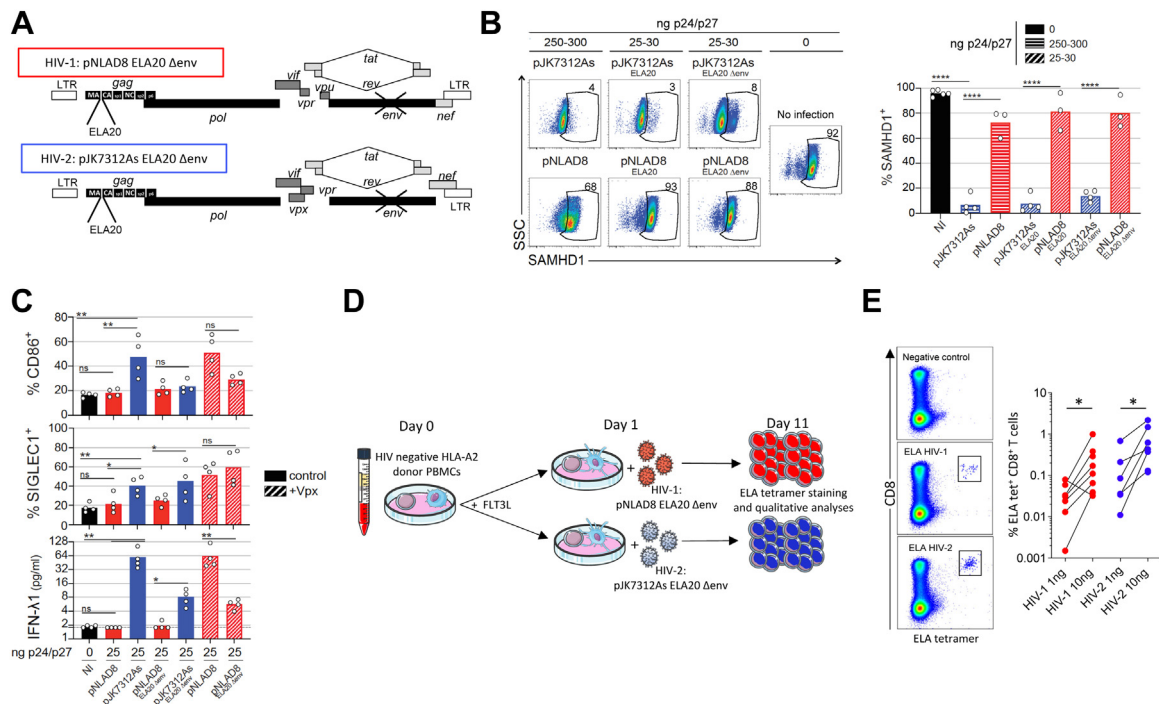 A
HIV-1: pNLAD8 ELA20 Δenv
LTR
gag
MA CA sp1 NC sp2 p6
ELA20
pol
vif
vpr
vpu
tat
rev
env
nef
LTR
HIV-2: pJK7312As ELA20 Δenv
LTR
gag
MA CA sp1 NC sp2 p6
ELA20
pol
vif
vpx
vpr
tat
rev
env
nef
LTR
B
ng p24/p27
250-300 25-30 25-30 0
pJK7312As pJK7312As ELA20 pJK7312As ELA20 Δenv
4 3 8
No infection
92
pNLAD8 pNLAD8 ELA20 pNLAD8 ELA20 Δenv
68 93 88
SSC
SAMHD1
ng p24/p27
0
250-300
25-30
% SAMHD1+
100
80
60
40
20
0
**** **** **** ****
NI
pJK7312As
pNLAD8
pJK7312As ELA20
pNLAD8 ELA20
pJK7312As ELA20 Δenv
pNLAD8 ELA20 Δenv
C
% CD86+
80
60
40
20
0
**
**
ns
ns
ns
% SIGLEC1+
100
80
60
40
20
0
**
ns
*
*
ns
control
+Vpx
IFN-λ1 (pg/ml)
128
64
32
16
8
4
2
1
**
*
ns
*
**
ng p24/p27 0 25 25 25 25 25 25
NI
pNLAD8
pJK7312As
pNLAD8 ELA20 Δenv
pJK7312As ELA20 Δenv
pNLAD8
pNLAD8 ELA20 Δenv
D
Day 0
Day 1
Day 11
HIV negative HLA-A2
donor PBMCs
+ FLT3L
+
HIV-1:
pNLAD8 ELA20 Δenv
ELA tetramer staining
and qualitative analyses
+
HIV-2:
pJK7312As ELA20 Δenv
E
Negative control
ELA HIV-1
ELA HIV-2
CD8
ELA tetramer
% ELA tet+ CD8+ T cells
10
1
0.1
0.01
0.001
* *
HIV-1 1ng
HIV-1 10ng
HIV-2 1ng
HIV-2 10ng